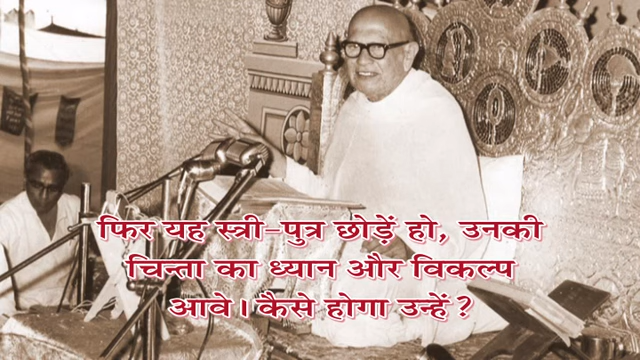 फिर यह स्त्री-पुत्र छोड़ें हो, उनकी
चिन्ता का ध्यान और विकल्प
आवे। कैसे होगा उन्हें ?